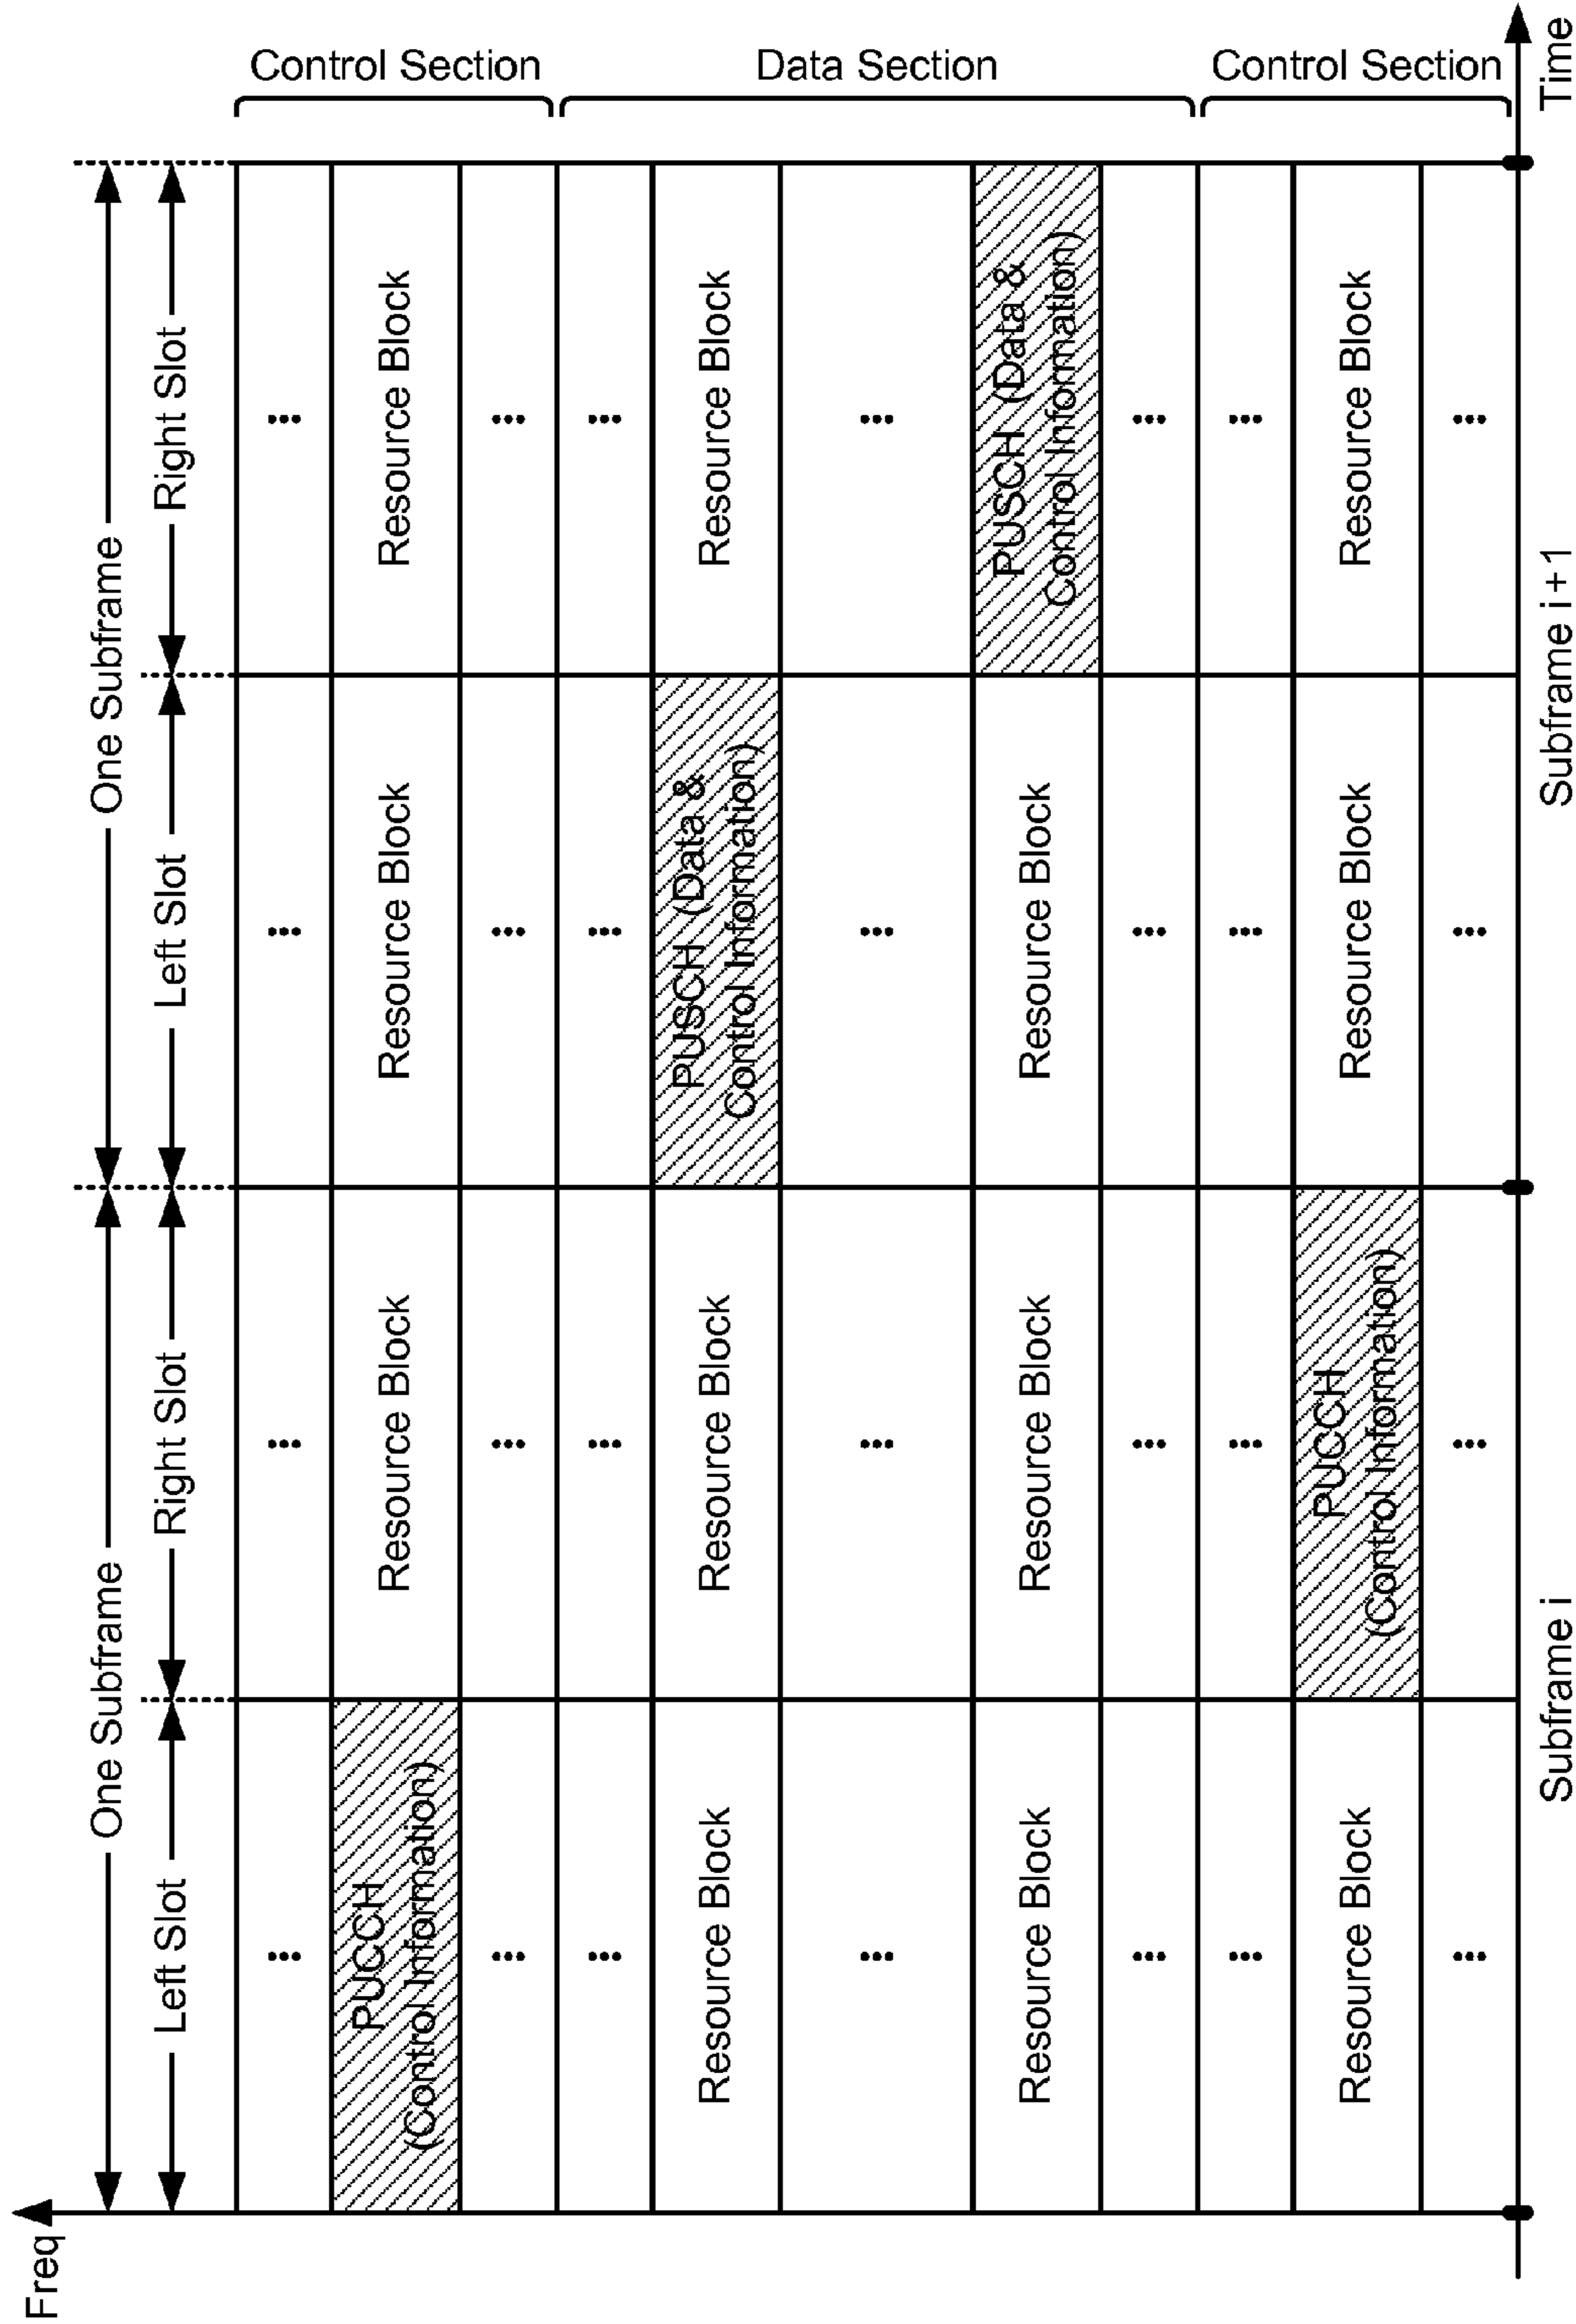 Freq
One Subframe
One Subframe
Left Slot
Right Slot
Left Slot
Right Slot
PUCCH
(Control Information)
Resource Block
Resource Block
Resource Block
Control Section
Resource Block
Resource Block
PUSCH (Data &
Control Information)
Resource Block
Data Section
Resource Block
Resource Block
Resource Block
PUSCH (Data &
Control Information)
Resource Block
PUCCH
(Control Information)
Resource Block
Resource Block
Control Section
Subframe i
Subframe i + 1
Time